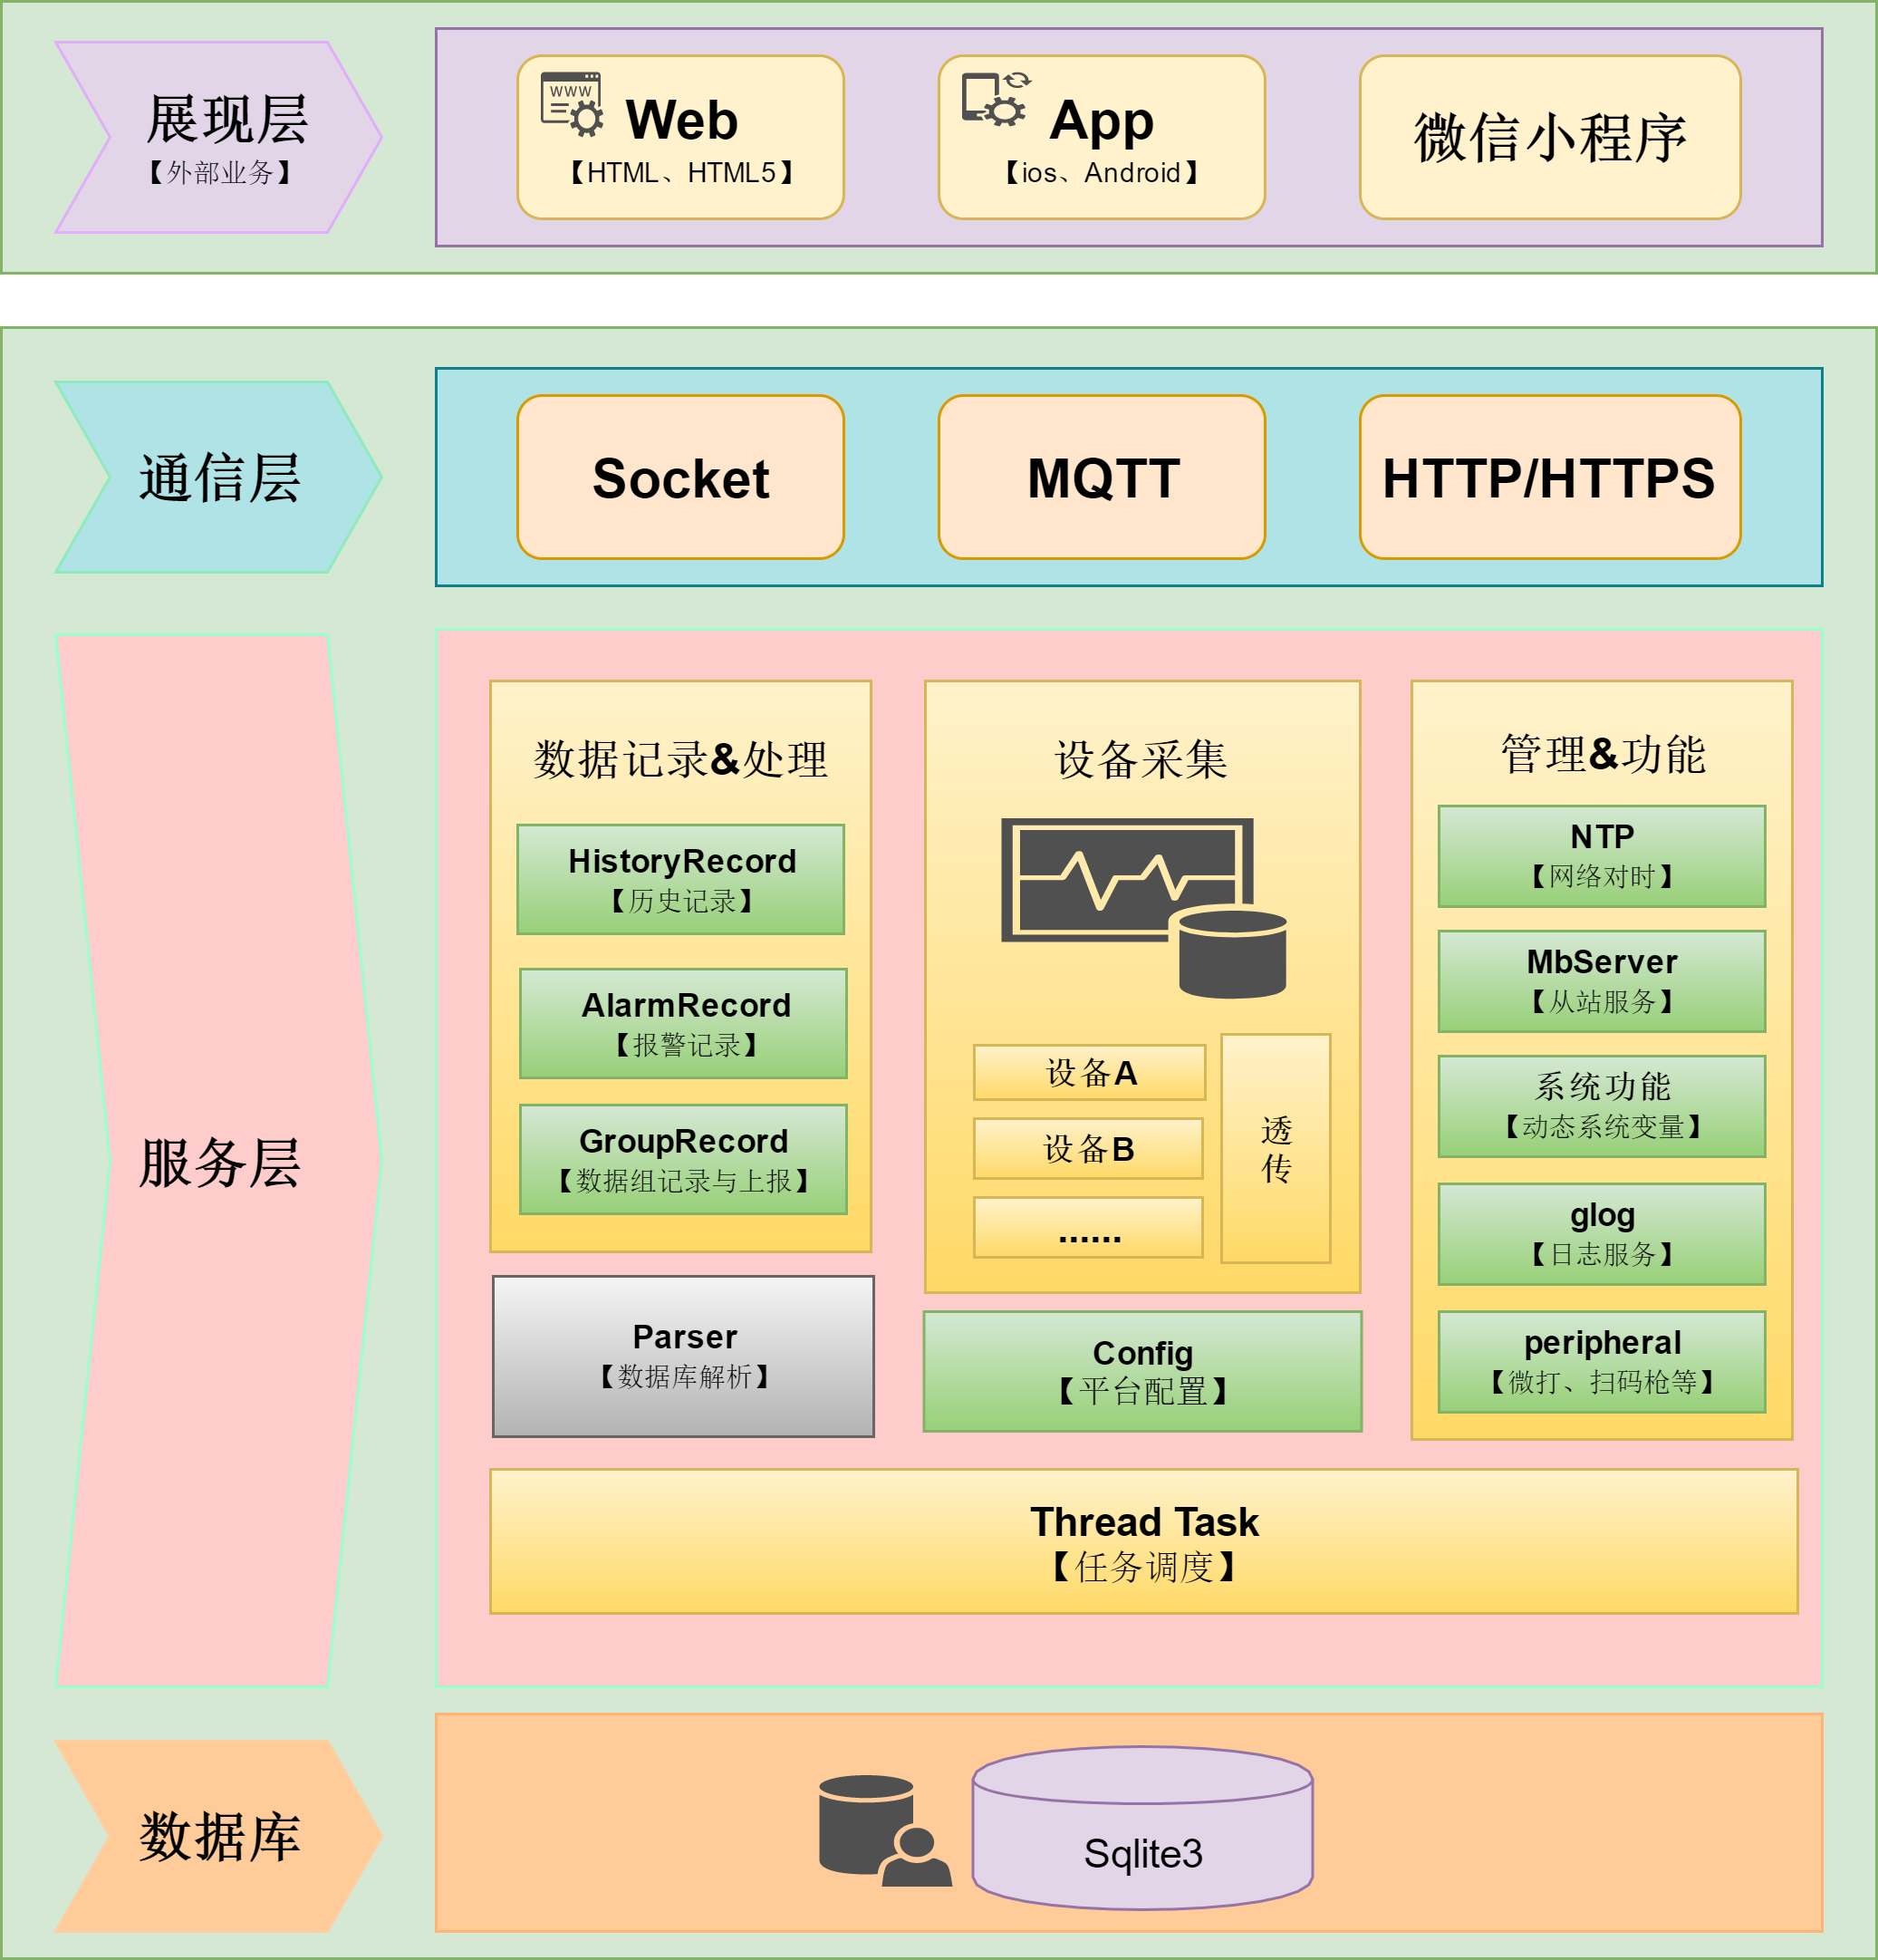 展现层
【外部业务】
WWW
Web
【HTML、HTML5】
App
【ios、Android】
微信小程序
通信层
Socket
MQTT
HTTP/HTTPS
服务层
数据记录&处理
HistoryRecord
【历史记录】
AlarmRecord
【报警记录】
GroupRecord
【数据组记录与上报】
Parser
【数据库解析】
设备采集
设备A
设备B
......
透
传
Config
【平台配置】
管理&功能
NTP
【网络对时】
MbServer
【从站服务】
系统功能
【动态系统变量】
glog
【日志服务】
peripheral
【微打、扫码枪等】
Thread Task
【任务调度】
数据库
Sqlite3